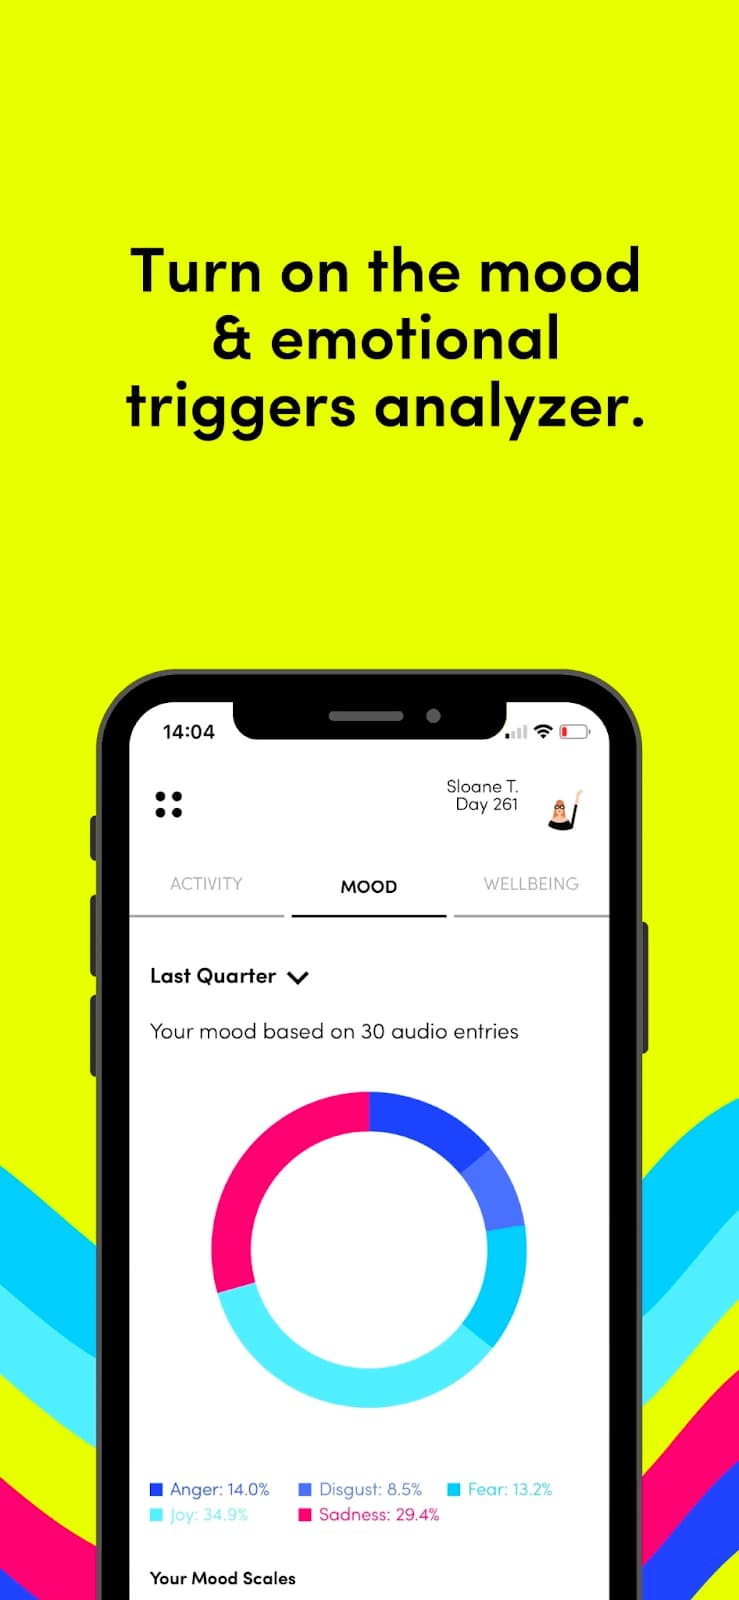 Turn on the mood
& emotional
triggers analyzer.
14:04
Sloane T.
Day 261
ACTIVITY MOOD WELLBEING
Last Quarter
Your mood based on 30 audio entries
Anger: 14.0% Disgust: 8.5% Fear: 13.2%
Joy: 34.9% Sadness: 29.4%
Your Mood Scales